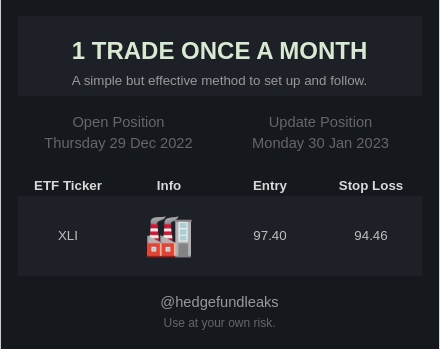 1 TRADE ONCE A MONTH
A simple but effective method to set up and follow.
Open Position Update Position
Thursday 29 Dec 2022 Monday 30 Jan 2023
ETF Ticker Info Entry Stop Loss
XLI 97.40 94.46
@hedgefundleaks
Use at your own risk.